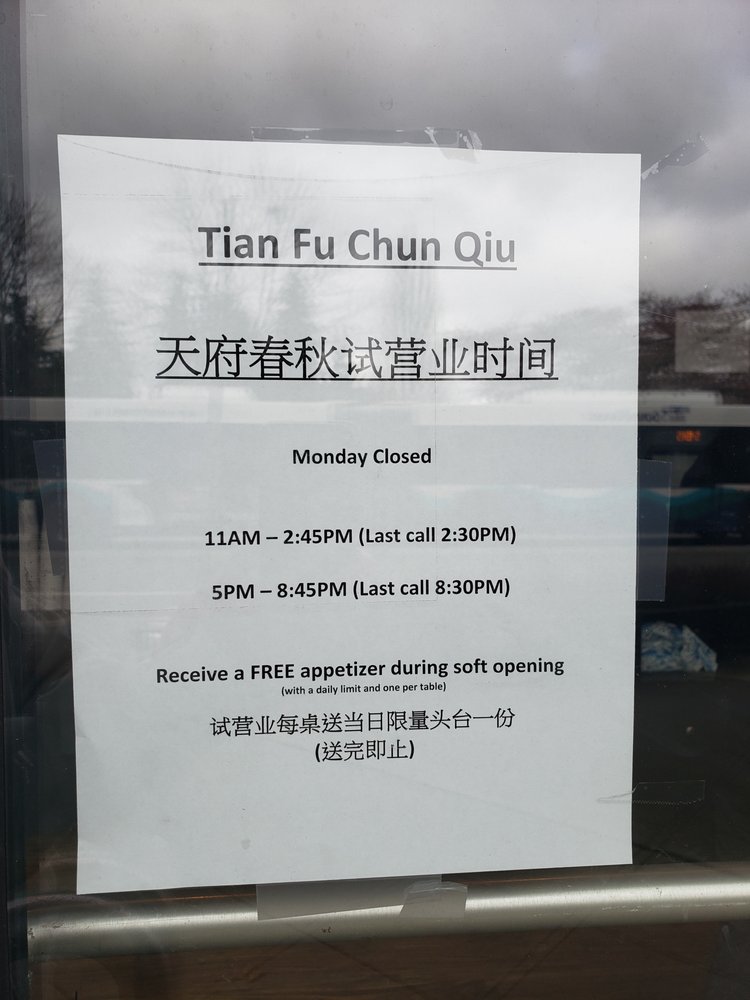 Tian Fu Chun Qiu
天府春秋试营业时间
Monday Closed
11AM – 2:45PM (Last call 2:30PM)
5PM – 8:45PM (Last call 8:30PM)
Receive a FREE appetizer during soft opening
(with a daily limit and one per table)
试营业每桌送当日限量头台一份
(送完即止)